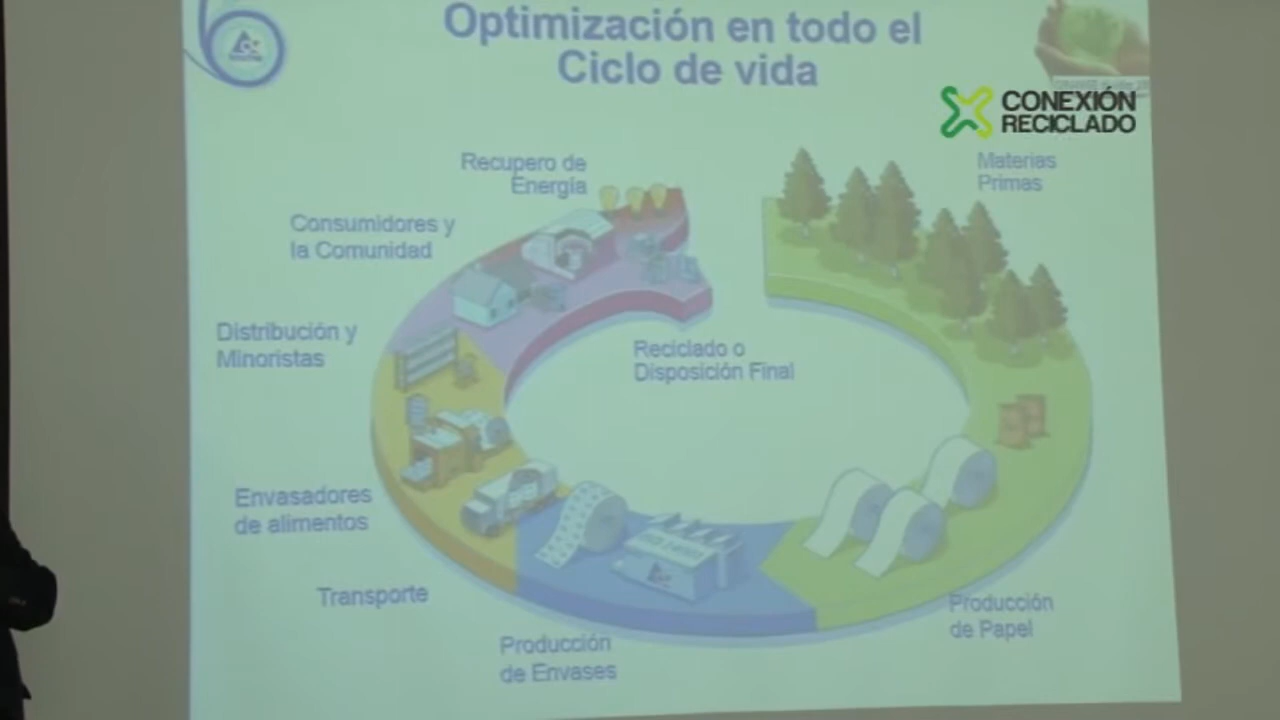 Optimización en todo el
Ciclo de vida
CONEXIÓN
RECICLADO
Recupero de
Energía
Materias
Primas
Consumidores y
la Comunidad
Distribución y
Minoristas
Reciclado o
Disposición Final
Envasadores
de alimentos
Transporte
Producción
de Papel
Producción
de Envases